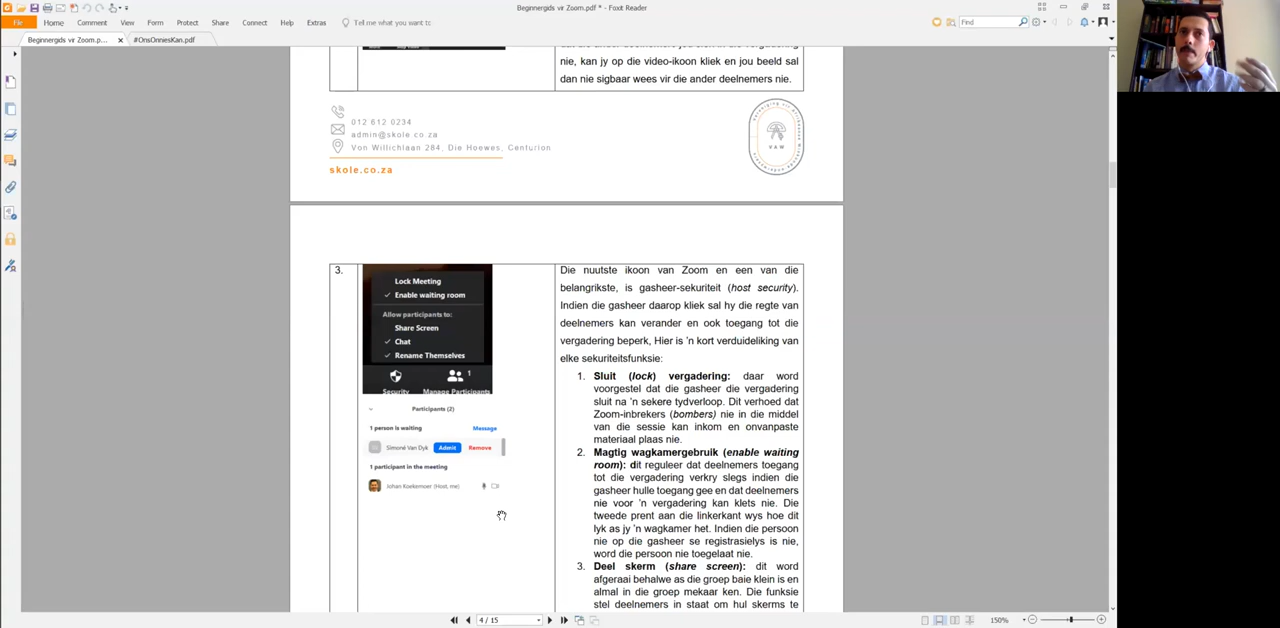 Beginnergids vir Zoom.pdf * - Foxit Reader
File Home Comment View Form Protect Share Connect Help Extras Tell me what you want t Find
Beginnergids vir Zoom.p... × #OnsOnniesKan.pdf
nie, kan jy op die video-ikoon kliek en jou beeld sal
dan nie sigbaar wees vir die ander deelnemers nie.
012 612 0234
admin@skole.co.za
Von Willichlaan 284, Die Hoewes, Centurion
skole.co.za
VAW
3.
Lock Meeting
Enable waiting room
Allow participants to:
Share Screen
Chat
Rename Themselves
1
Security Manage Participants
Participants (2)
1 person is waiting Message
Simoné Van Dyk Admit Remove
1 participant in the meeting
Johan Koekemoer (Host, me)
Die nuutste ikoon van Zoom en een van die
belangrikste, is gasheer-sekuriteit (host security).
Indien die gasheer daarop kliek sal hy die regte van
deelnemers kan verander en ook toegang tot die
vergadering beperk, Hier is 'n kort verduideliking van
elke sekuriteitsfunksie:
1. Sluit (lock) vergadering: daar word
voorgestel dat die gasheer die vergadering
sluit na 'n sekere tydverloop. Dit verhoed dat
Zoom-inbrekers (bombers) nie in die middel
van die sessie kan inkom en onvanpaste
materiaal plaas nie.
2. Magtig wagkamergebruik (enable waiting
room): dit reguleer dat deelnemers toegang
tot die vergadering verkry slegs indien die
gasheer hulle toegang gee en dat deelnemers
nie voor 'n vergadering kan klets nie. Die
tweede prent aan die linkerkant wys hoe dit
lyk as jy 'n wagkamer het. Indien die persoon
nie op die gasheer se registrasielys is nie,
word die persoon nie toegelaat nie.
3. Deel skerm (share screen): dit word
afgeraai behalwe as die groep baie klein is en
almal in die groep mekaar ken. Die funksie
stel deelnemers in staat om hul skerms te
4 / 15
150%